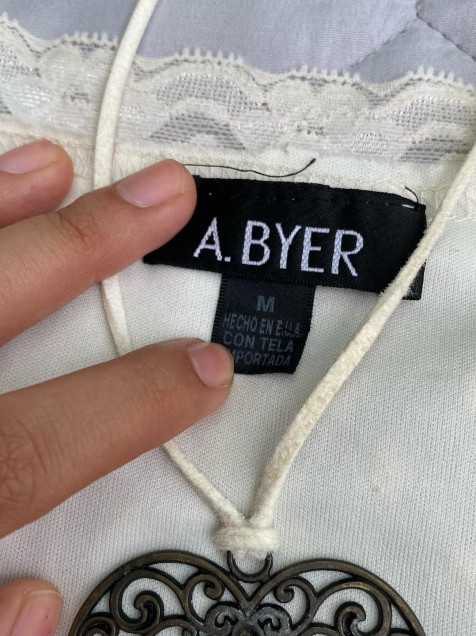 A.BYER
M
HECHO EN E.U.A
CON TELA
IMPORTADA